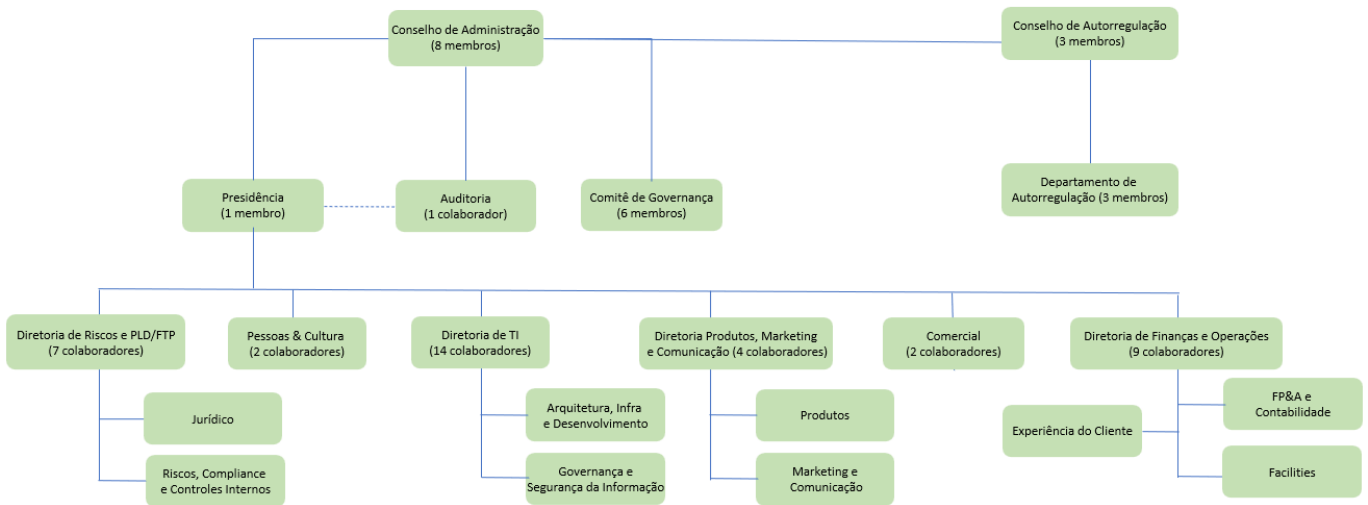 Conselho de Administração
(8 membros)
Conselho de Autorregulação
(3 membros)
Presidência
(1 membro)
Auditoria
(1 colaborador)
Comitê de Governança
(6 membros)
Departamento de
Autorregulação (3 membros)
Diretoria de Riscos e PLD/FTP
(7 colaboradores)
Pessoas & Cultura
(2 colaboradores)
Diretoria de TI
(14 colaboradores)
Diretoria Produtos, Marketing
e Comunicação (4 colaboradores)
Comercial
(2 colaboradores)
Diretoria de Finanças e Operações
(9 colaboradores)
Jurídico
Riscos, Compliance
e Controles Internos
Arquitetura, Infra
e Desenvolvimento
Governança e
Segurança da Informação
Produtos
Marketing e
Comunicação
Experiência do Cliente
FP&A e
Contabilidade
Facilities